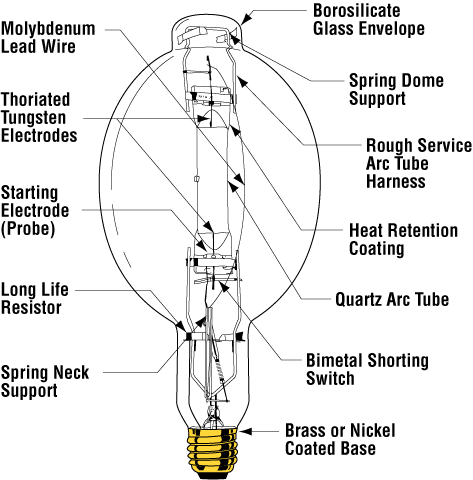 Molybdenum
Lead Wire
Thoriated
Tungsten
Electrodes
Starting
Electrode
(Probe)
Long Life
Resistor
Spring Neck
Support
Borosilicate
Glass Envelope
Spring Dome
Support
Rough Service
Arc Tube
Harness
Heat Retention
Coating
Quartz Arc Tube
Bimetal Shorting
Switch
Brass or Nickel
Coated Base